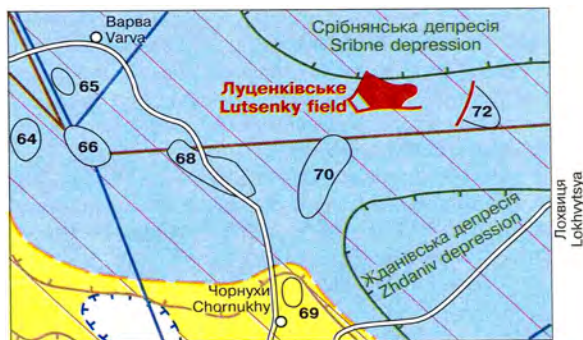 Варва
Varva
Срібнянська депресія
Sribne depression
Луценківське
Lutsenky field
65
64
66
68
70
72
Жданівська депресія
Zhdaniv depression
Лохвиця
Lokhvytsya
Чорнухи
Chornukhy
69